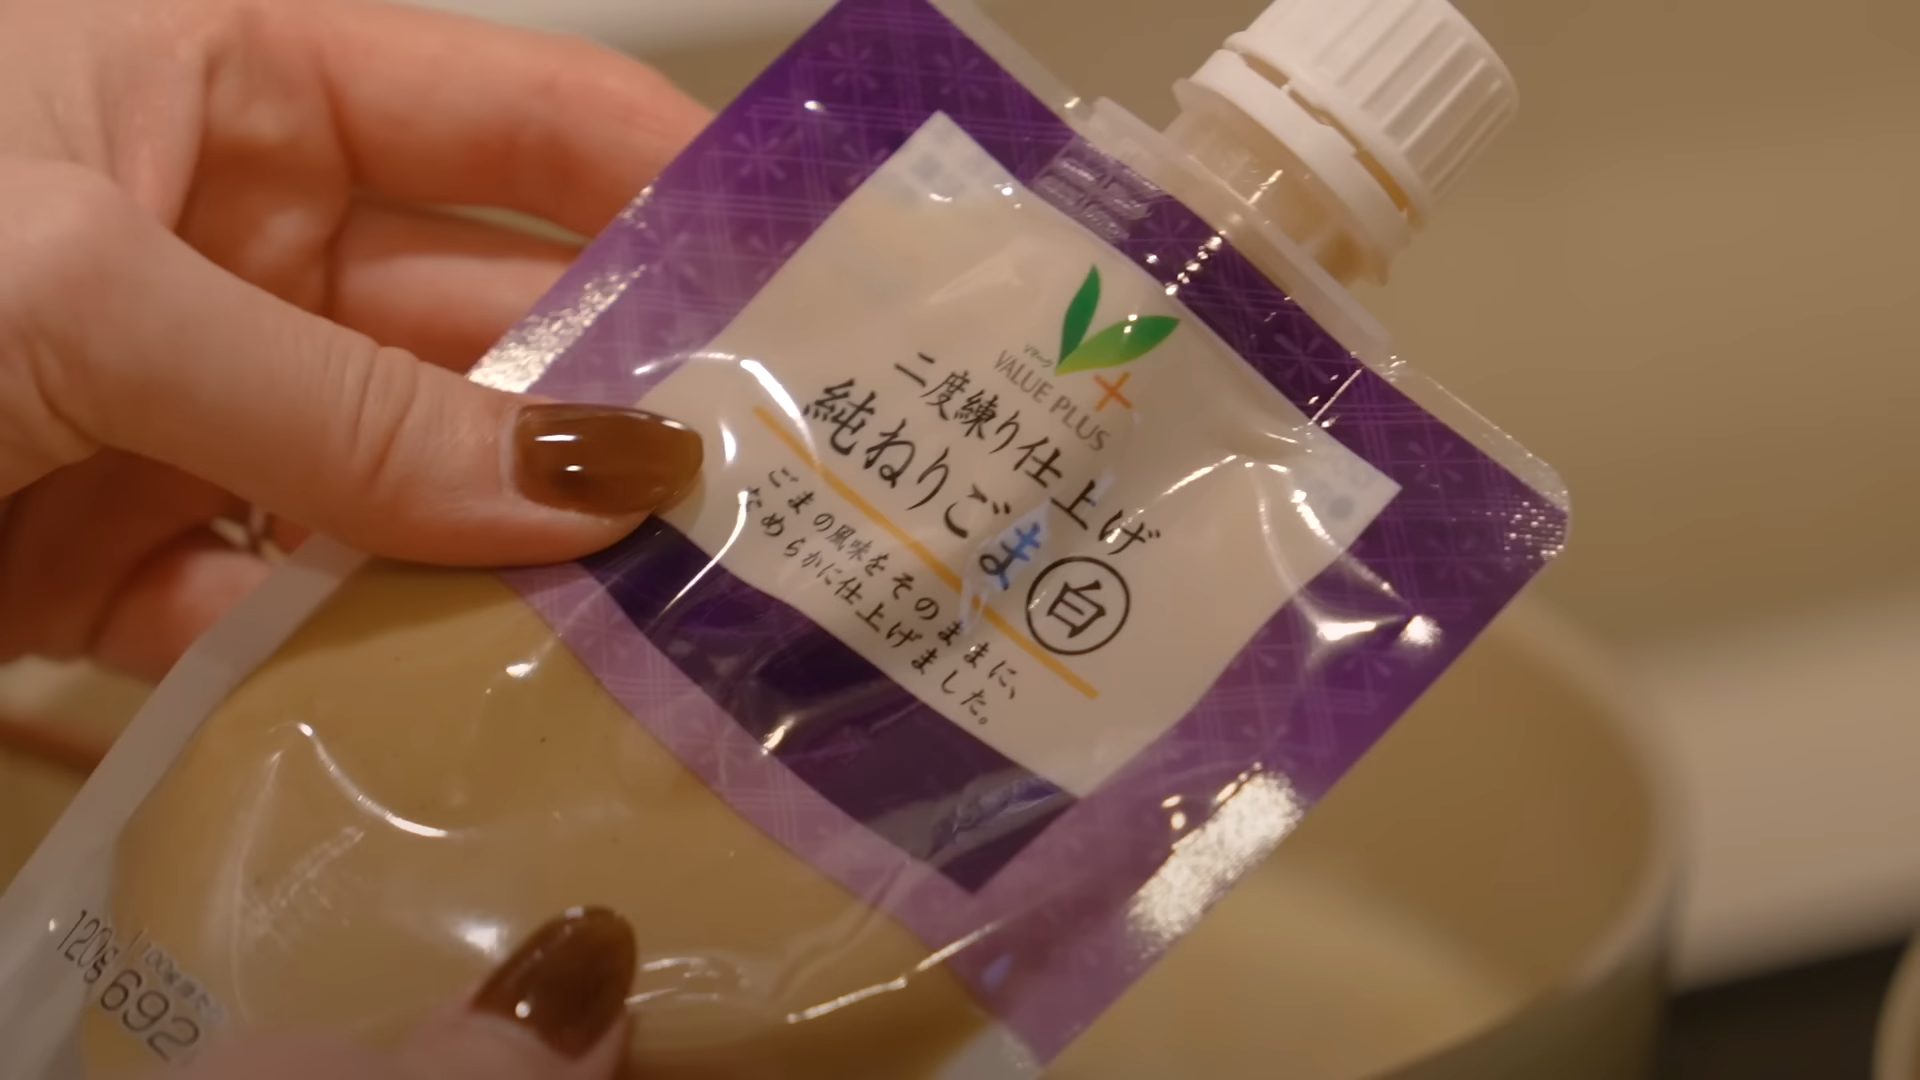 VALUE PLUS
二度練り仕上げ
純ねりごま 白
ごまの風味をそのままに、
なめらかに仕上げました。
120g 692